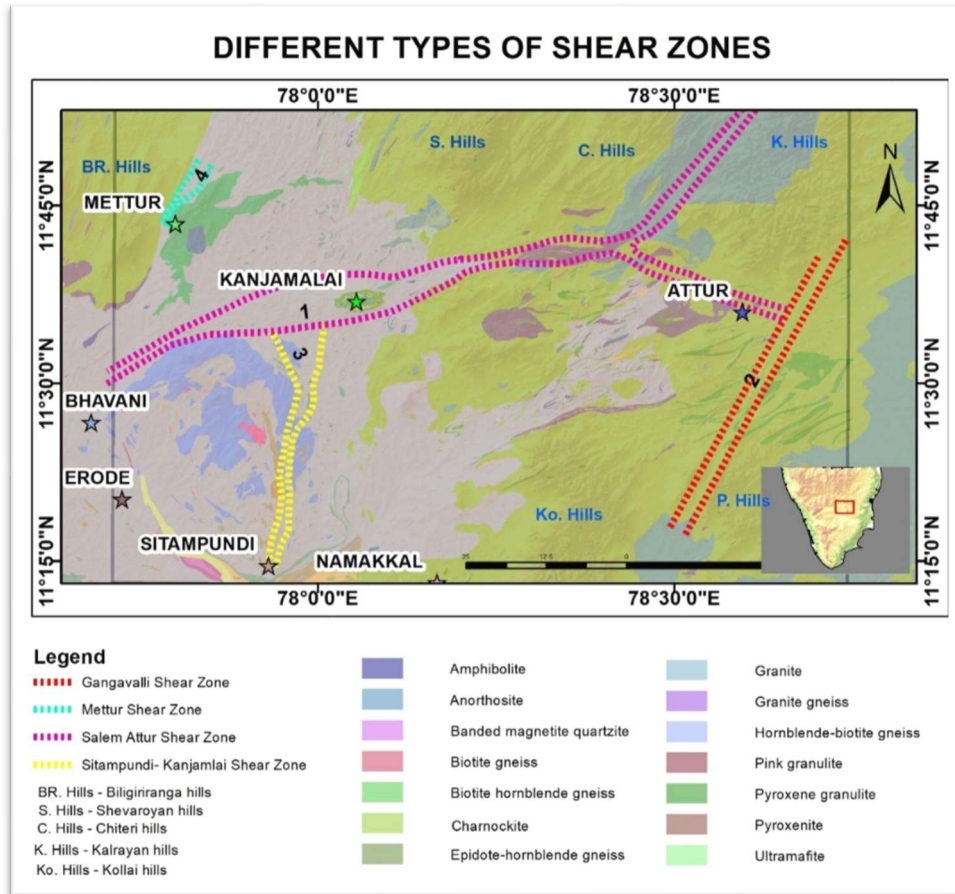 DIFFERENT TYPES OF SHEAR ZONES
78°0'0"E 78°30'0"E
BR. Hills
S. Hills
C. Hills
K. Hills
N
4
METTUR
11°45'0"N 11°45'0"N
KANJAMALAI
ATTUR
1
3
2
11°30'0"N 11°30'0"N
BHAVANI
ERODE
Ko. Hills
P. Hills
SITAMPUNDI
NAMAKKAL
25 12.5 0
11°15'0"N 11°15'0"N
78°0'0"E 78°30'0"E
Legend
Gangavalli Shear Zone
Mettur Shear Zone
Salem Attur Shear Zone
Sitampundi- Kanjamlai Shear Zone
BR. Hills - Biligiriranga hills
S. Hills - Shevaroyan hills
C. Hills - Chiteri hills
K. Hills - Kalrayan hills
Ko. Hills - Kollai hills
Amphibolite
Anorthosite
Banded magnetite quartzite
Biotite gneiss
Biotite hornblende gneiss
Charnockite
Epidote-hornblende gneiss
Granite
Granite gneiss
Hornblende-biotite gneiss
Pink granulite
Pyroxene granulite
Pyroxenite
Ultramafite